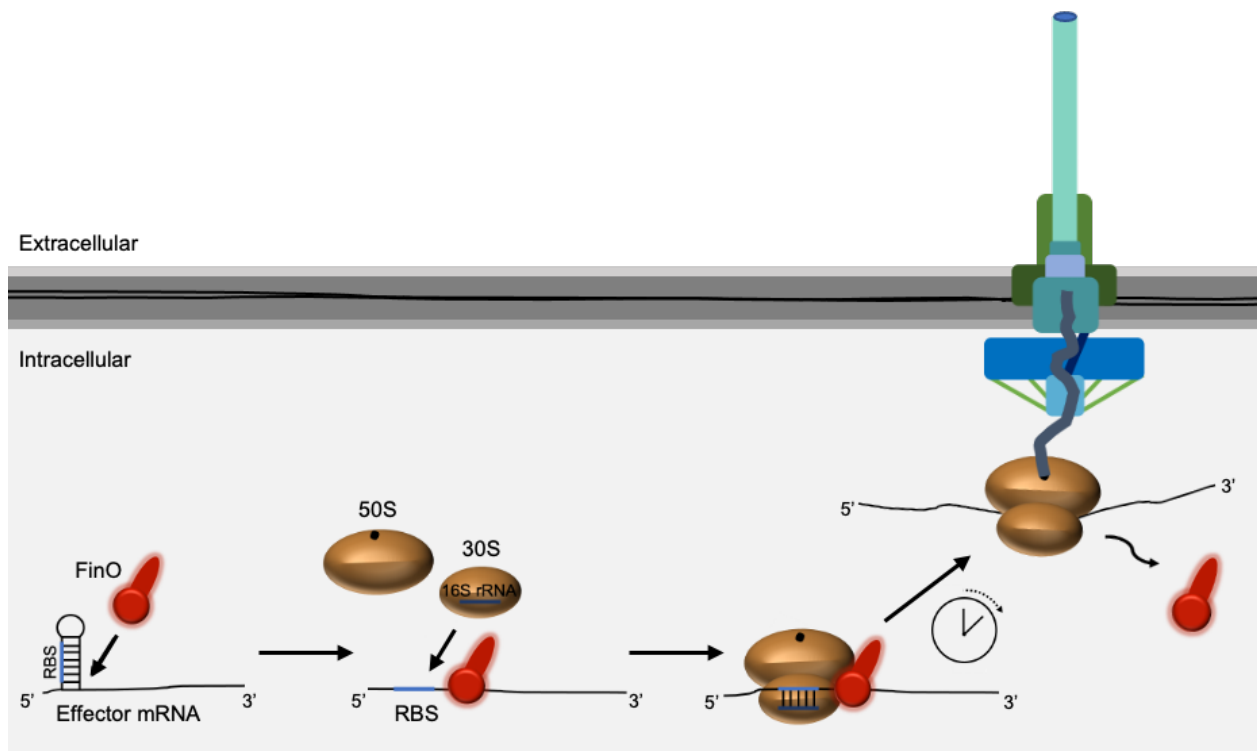 Extracellular
Intracellular
50S
30S
FinO
16S rRNA
RBS
5’
3’
Effector mRNA
5’
3’
RBS
5’
3’
5’
3’